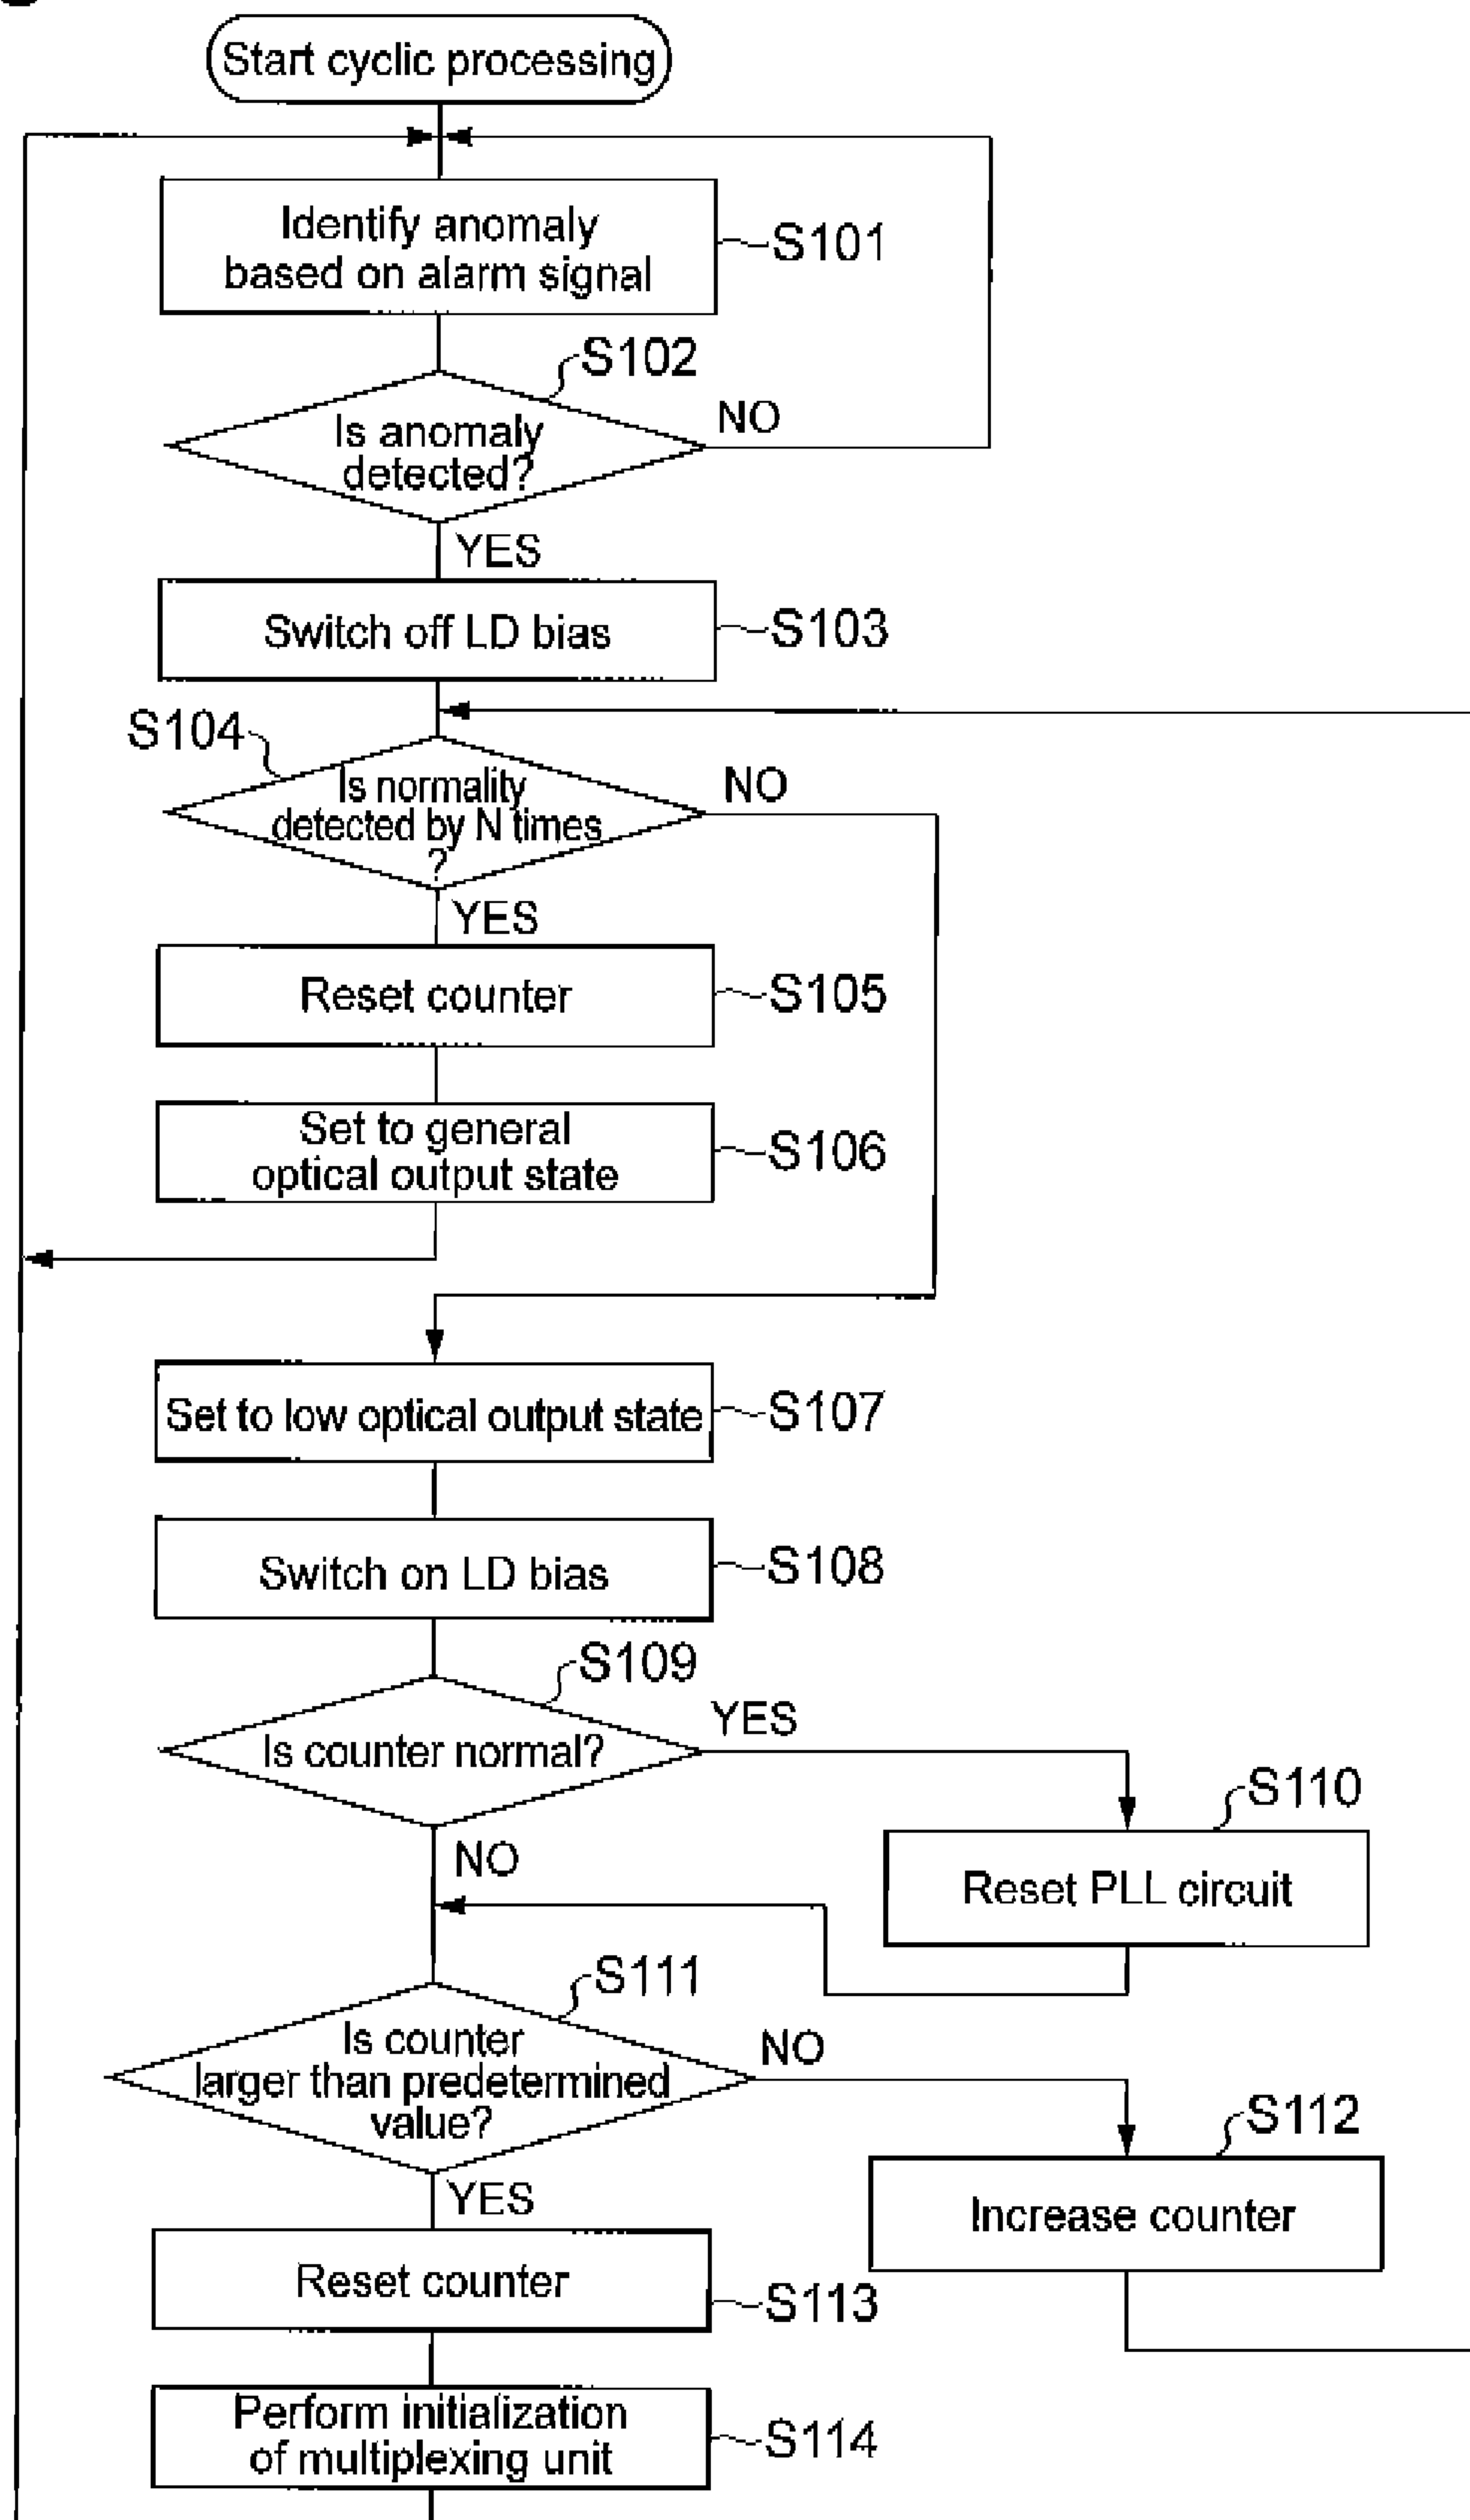 Start cyclic processing
Identify anomaly
based on alarm signal
S101
S102
Is anomaly
detected?
NO
YES
Switch off LD bias
S103
S104
Is normality
detected by N times
?
NO
YES
Reset counter
S105
Set to general
optical output state
S106
Set to low optical output state
S107
Switch on LD bias
S108
S109
Is counter normal?
YES
S110
Reset PLL circuit
NO
S111
Is counter
larger than predetermined
value?
NO
S112
Increase counter
YES
Reset counter
S113
Perform initialization
of multiplexing unit
S114